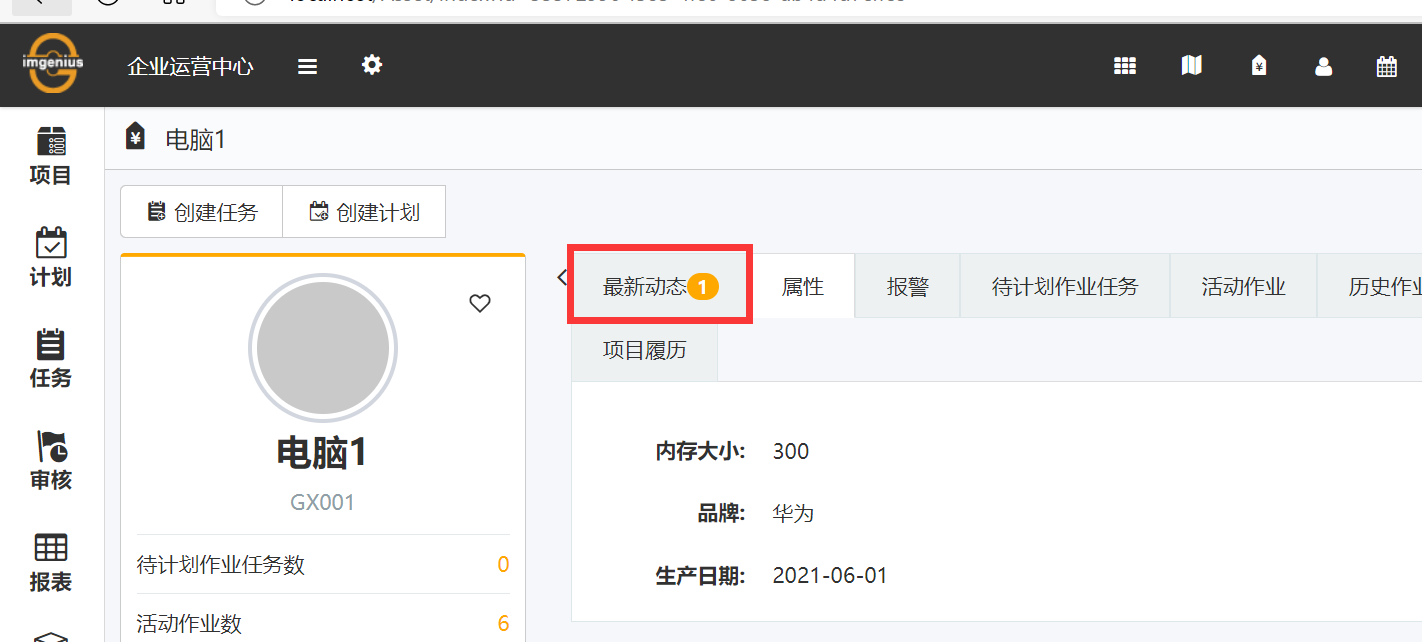 imgenius
企业运营中心
项目
计划
任务
审核
报表
电脑1
创建任务
创建计划
最新动态 1
属性
报警
待计划作业任务
活动作业
历史作业
项目履历
电脑1
GX001
待计划作业任务数 0
活动作业数 6
内存大小: 300
品牌: 华为
生产日期: 2021-06-01